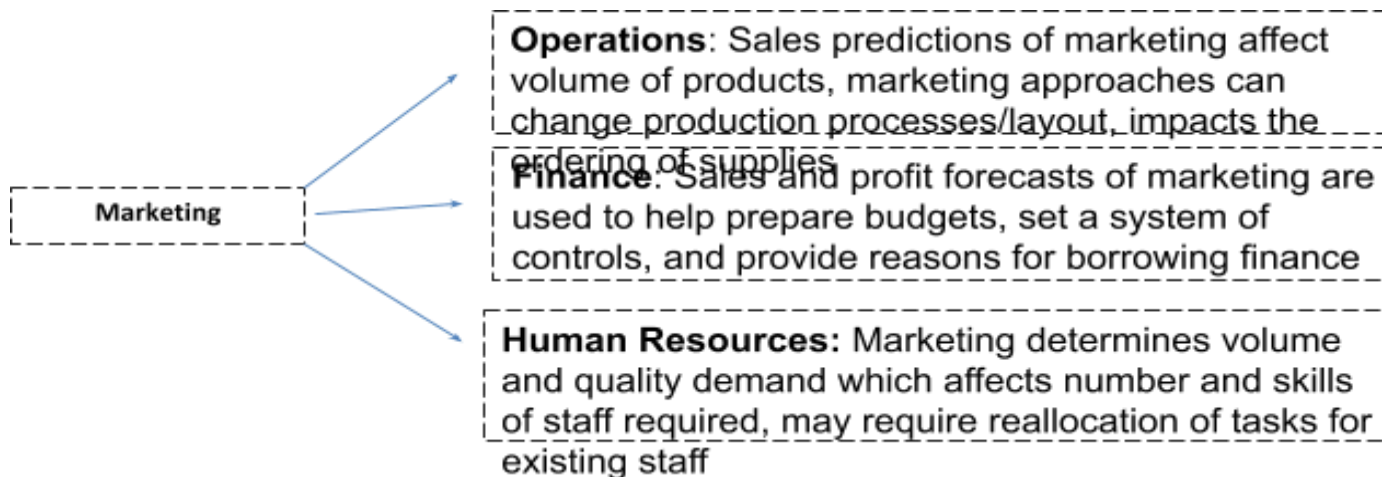 Operations: Sales predictions of marketing affect
volume of products, marketing approaches can
change production processes/layout, impacts the
ordering of supplies
Marketing
Finance: Sales and profit forecasts of marketing are
used to help prepare budgets, set a system of
controls, and provide reasons for borrowing finance
Human Resources: Marketing determines volume
and quality demand which affects number and skills
of staff required, may require reallocation of tasks for
existing staff